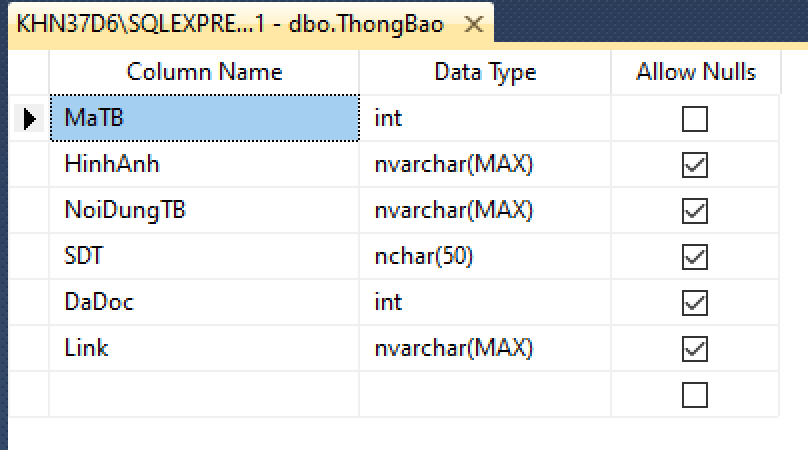 KHN37D6\SQLEXPRE...1 - dbo.ThongBao
Column Name Data Type Allow Nulls
MaTB int
HinhAnh nvarchar(MAX)
NoiDungTB nvarchar(MAX)
SDT nchar(50)
DaDoc int
Link nvarchar(MAX)